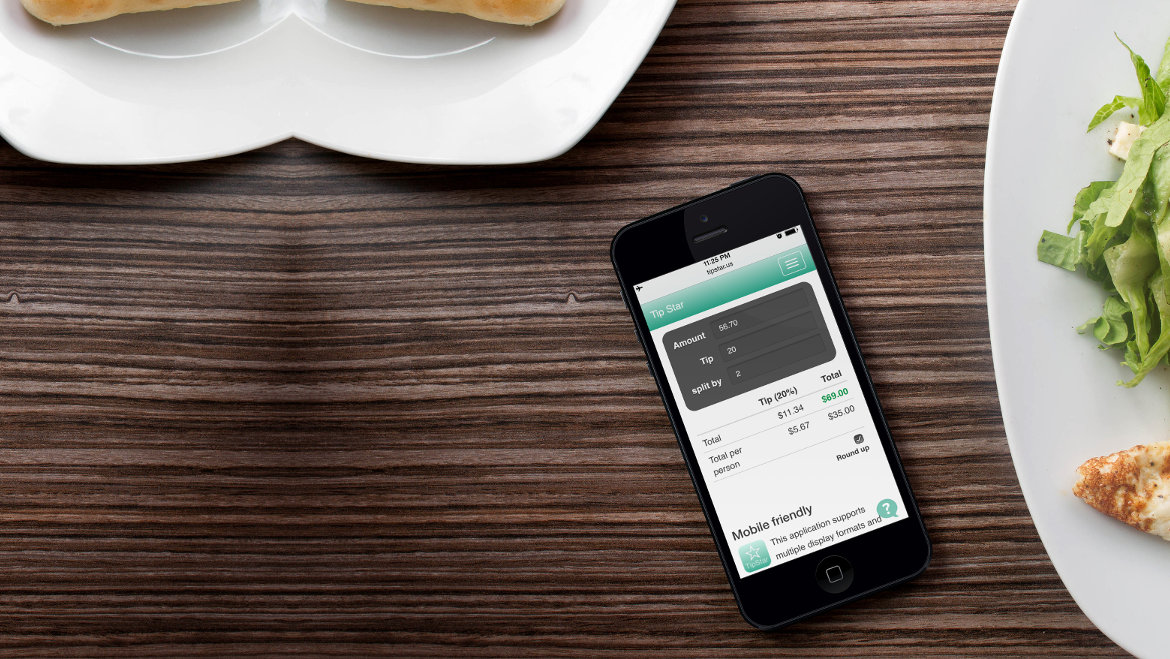 11:25 PM
tipstar.us
Tip Star
Amount 56.70
Tip 20
split by 2
Tip (20%) Total
Total $11.34 $69.00
Total per person $5.67 $35.00
Round up
Mobile friendly
This application supports
multiple display formats and
TipStar
?